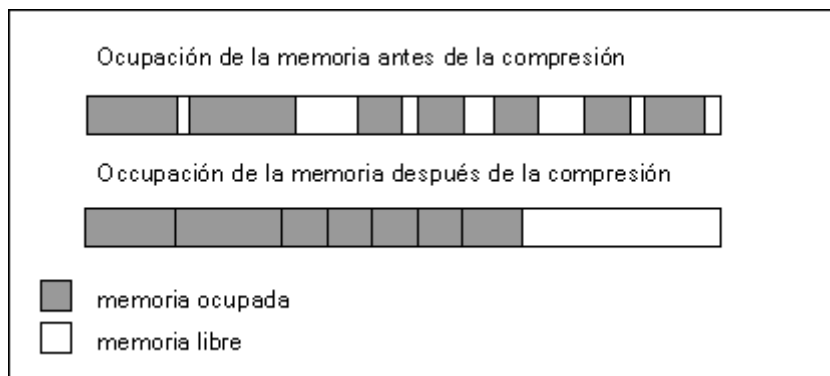 Ocupación de la memoria antes de la compresión
Occupación de la memoria después de la compresión
memoria ocupada
memoria libre